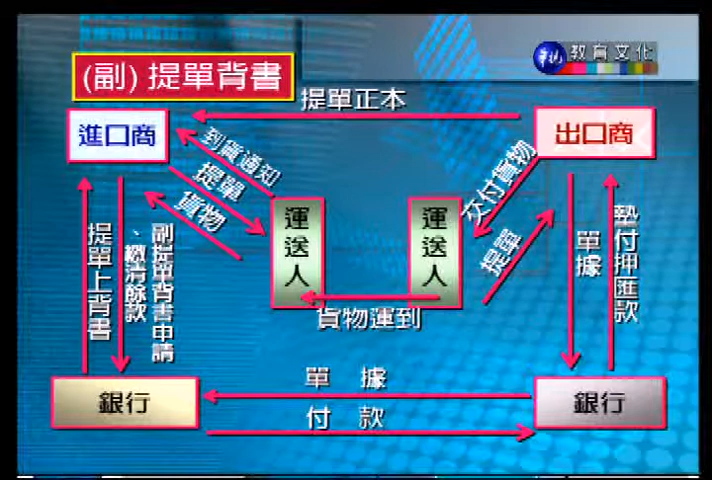 華視
教育文化
(副)提單背書
提單正本
進口商
出口商
到貨通知
提單
貨物
運送人
運送人
交付貨物
提單
貨物運到
提單上背書
副提單背書申請
、繳清餘款
單據
墊付押匯款
銀行
單 據
付 款
銀行